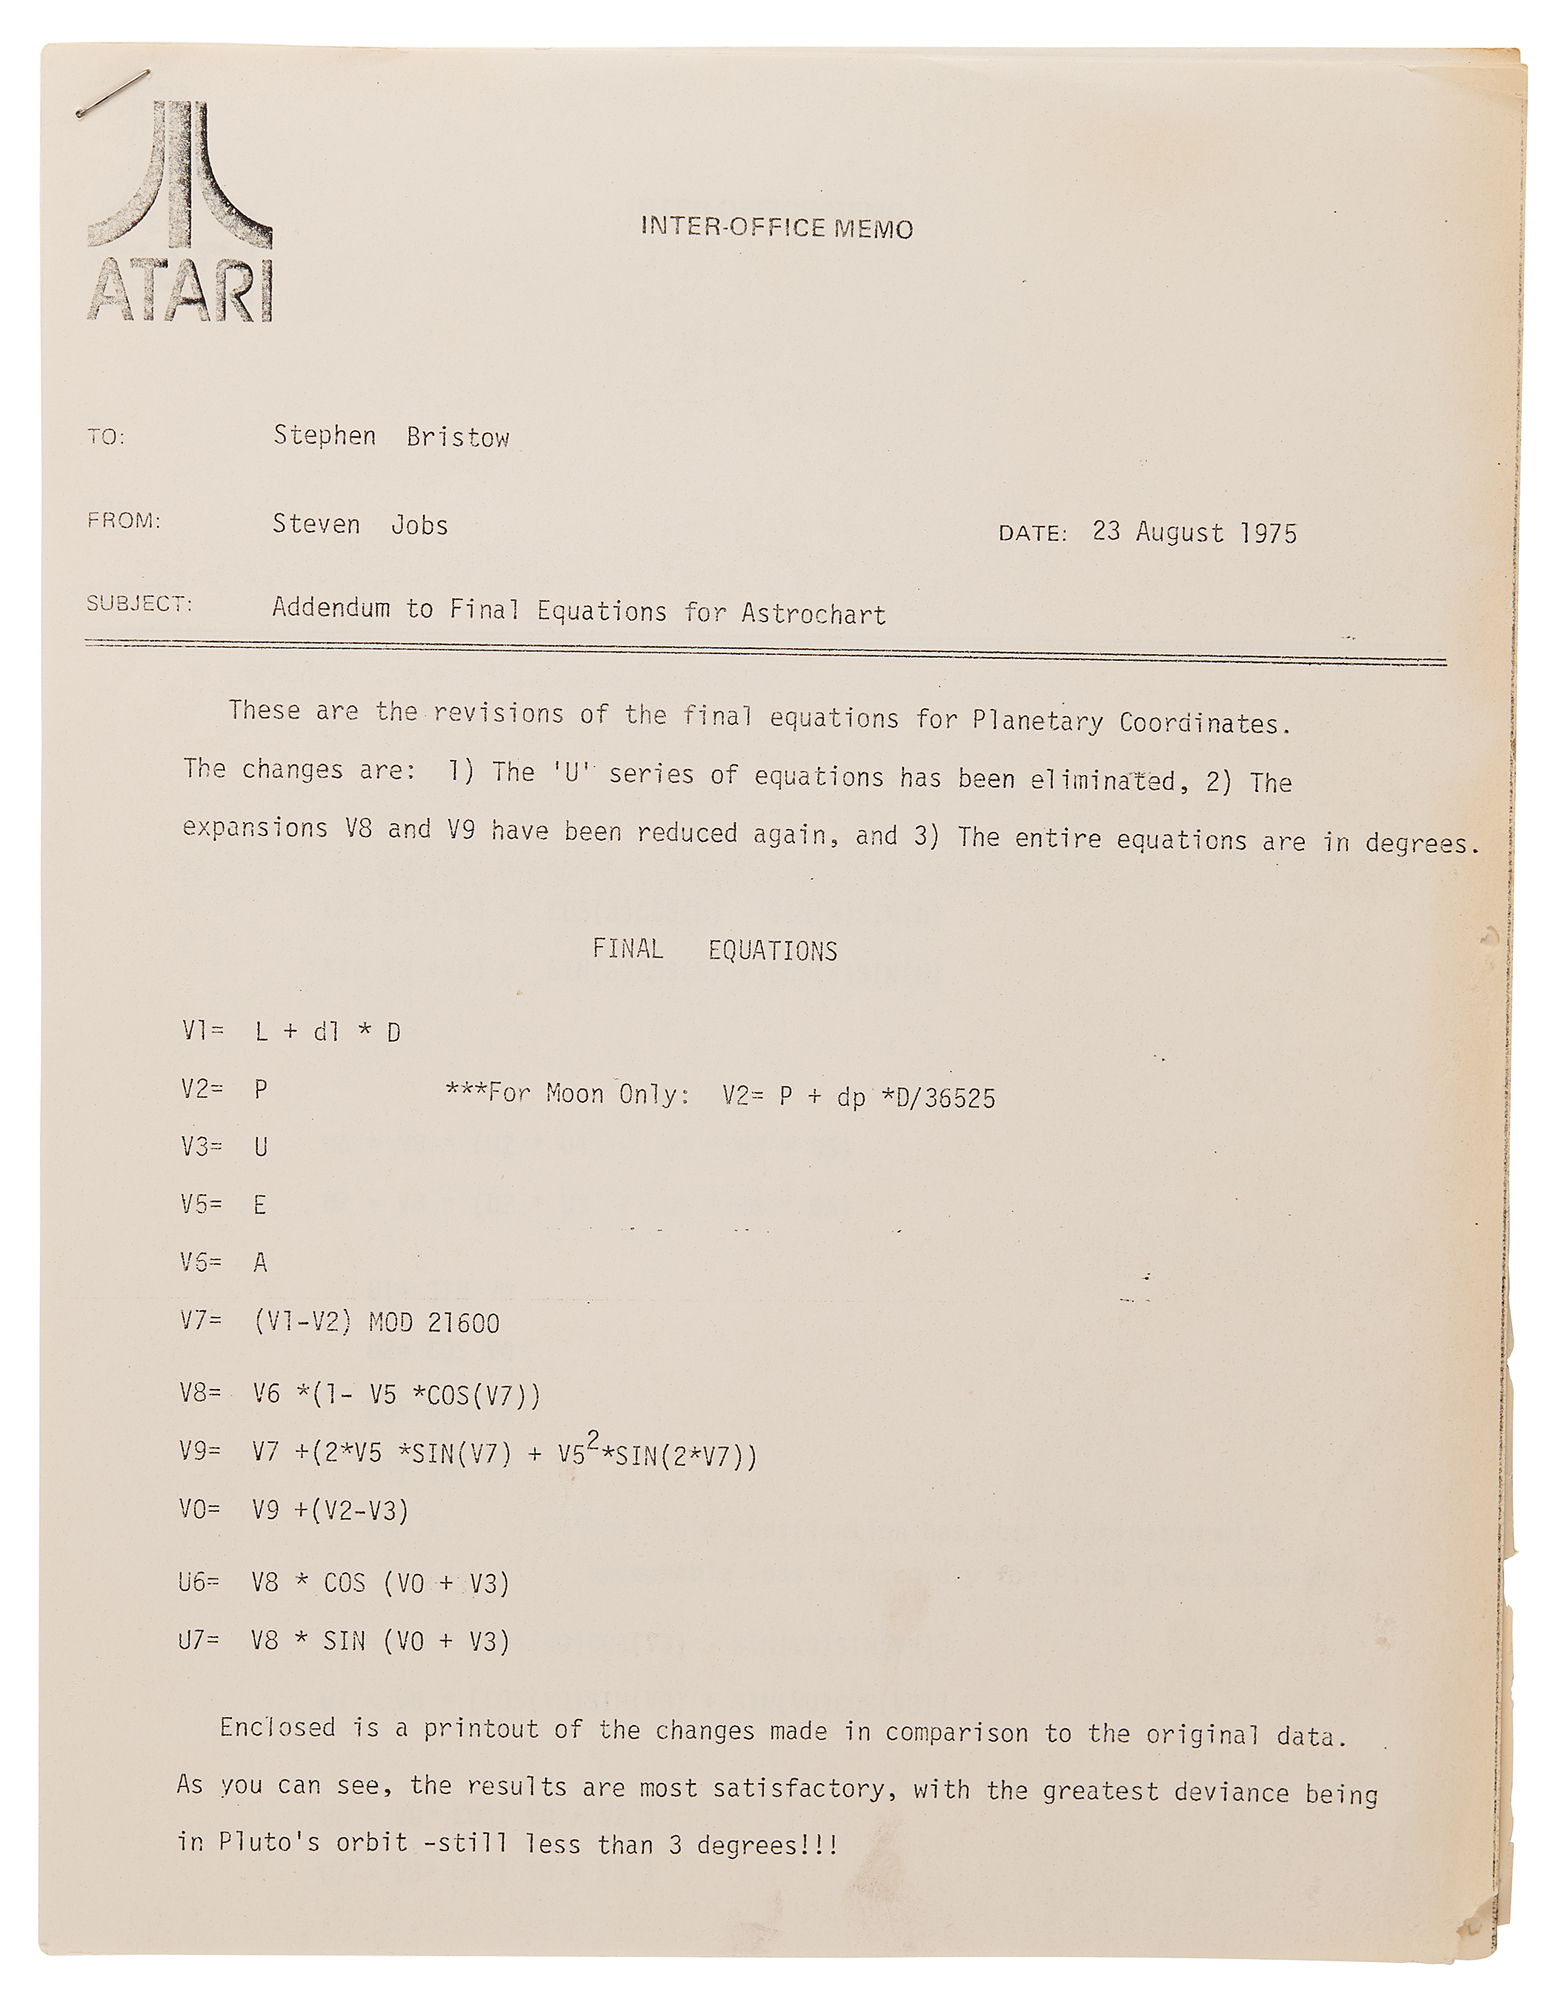 ATARI
INTER-OFFICE MEMO
TO: Stephen Bristow
FROM: Steven Jobs
DATE: 23 August 1975
SUBJECT: Addendum to Final Equations for Astrochart
These are the revisions of the final equations for Planetary Coordinates.
The changes are: 1) The 'U' series of equations has been eliminated, 2) The
expansions V8 and V9 have been reduced again, and 3) The entire equations are in degrees.
FINAL EQUATIONS
V1= L + dl * D
V2= P ***For Moon Only: V2= P + dp *D/36525
V3= U
V5= E
V6= A
V7= (V1-V2) MOD 21600
V8= V6 *(1- V5 *COS(V7))
V9= V7 +(2*V5 *SIN(V7) + V5²*SIN(2*V7))
V0= V9 +(V2-V3)
U6= V8 * COS (V0 + V3)
U7= V8 * SIN (V0 + V3)
Enclosed is a printout of the changes made in comparison to the original data.
As you can see, the results are most satisfactory, with the greatest deviance being
in Pluto's orbit -still less than 3 degrees!!!